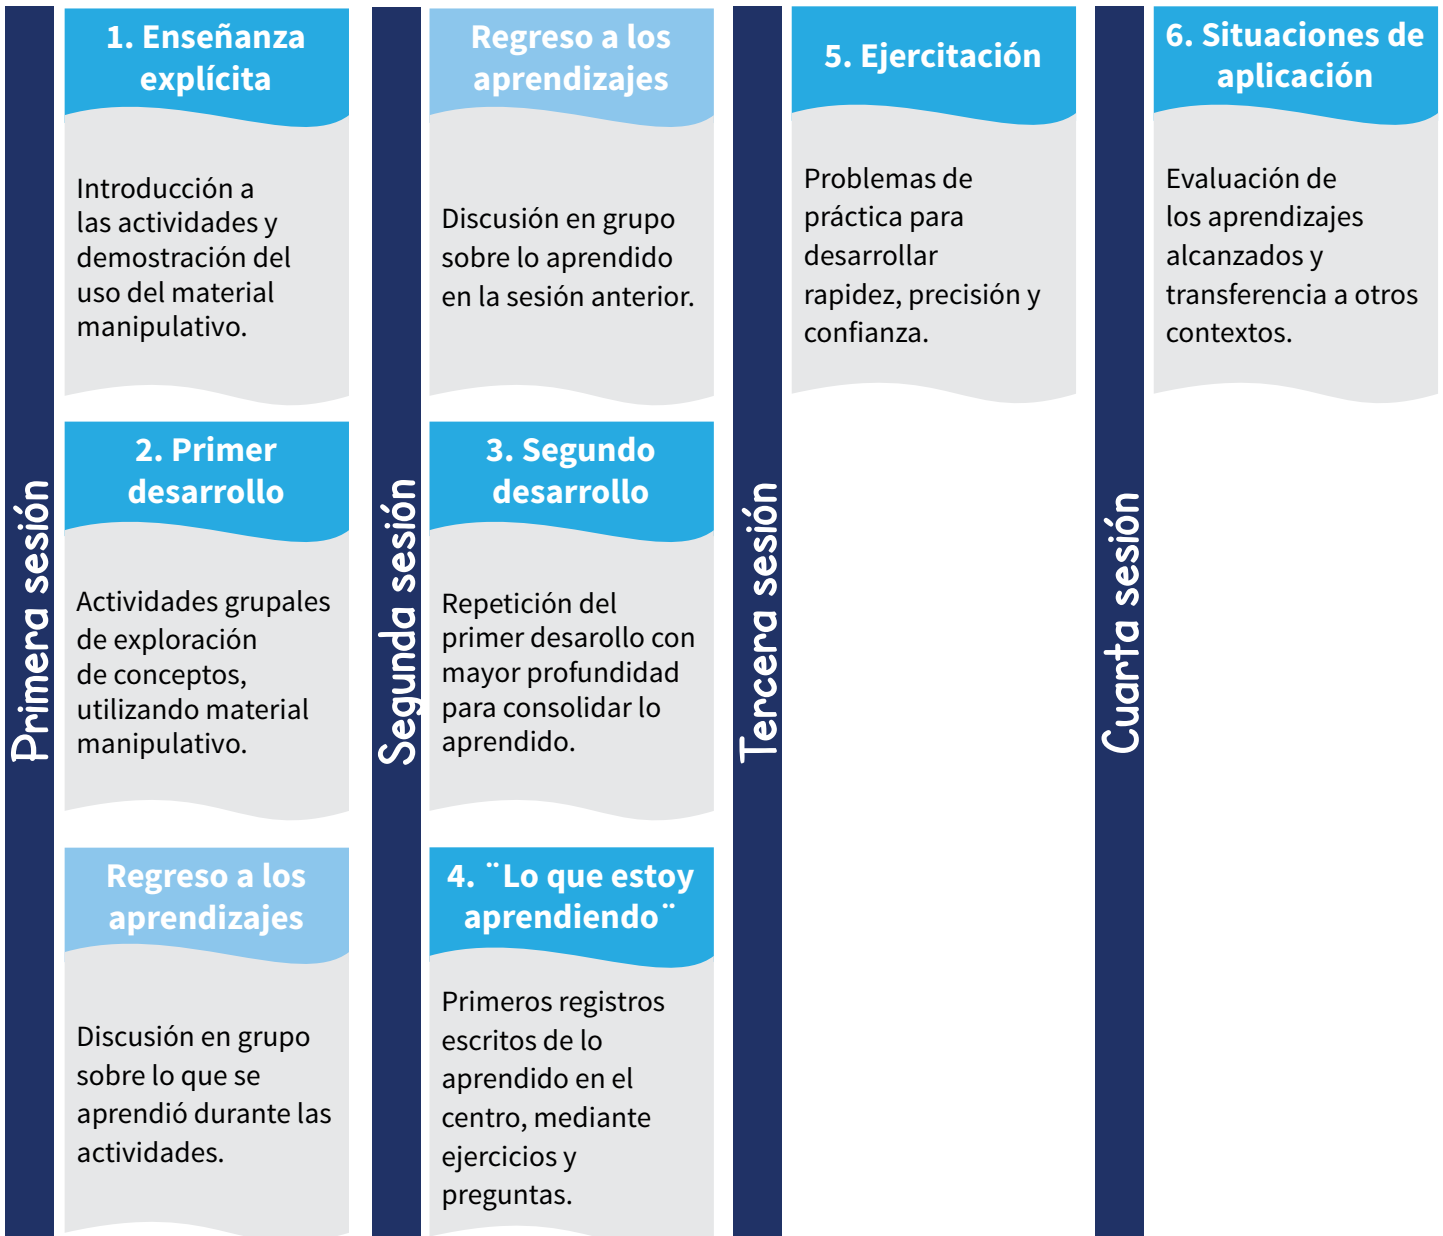 Primera sesión
1. Enseñanza
explícita
Introducción a
las actividades y
demostración del
uso del material
manipulativo.
2. Primer
desarrollo
Actividades grupales
de exploración
de conceptos,
utilizando material
manipulativo.
Regreso a los
aprendizajes
Discusión en grupo
sobre lo que se
aprendió durante las
actividades.
Segunda sesión
Regreso a los
aprendizajes
Discusión en grupo
sobre lo aprendido
en la sesión anterior.
3. Segundo
desarrollo
Repetición del
primer desarollo con
mayor profundidad
para consolidar lo
aprendido.
4. ¨Lo que estoy
aprendiendo¨
Primeros registros
escritos de lo
aprendido en el
centro, mediante
ejercicios y
preguntas.
Tercera sesión
5. Ejercitación
Problemas de
práctica para
desarrollar
rapidez, precisión y
confianza.
Cuarta sesión
6. Situaciones de
aplicación
Evaluación de
los aprendizajes
alcanzados y
transferencia a otros
contextos.